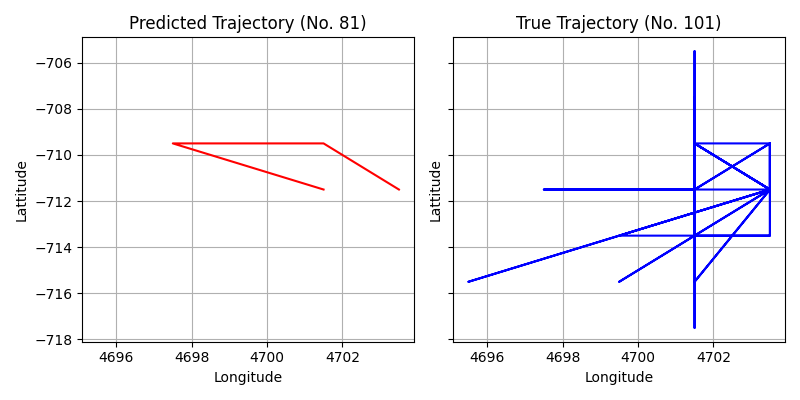 Predicted Trajectory (No. 81)
True Trajectory (No. 101)
Lattitude
−706
−708
−710
−712
−714
−716
−718
4696
4698
4700
4702
Longitude
Lattitude
4696
4698
4700
4702
Longitude